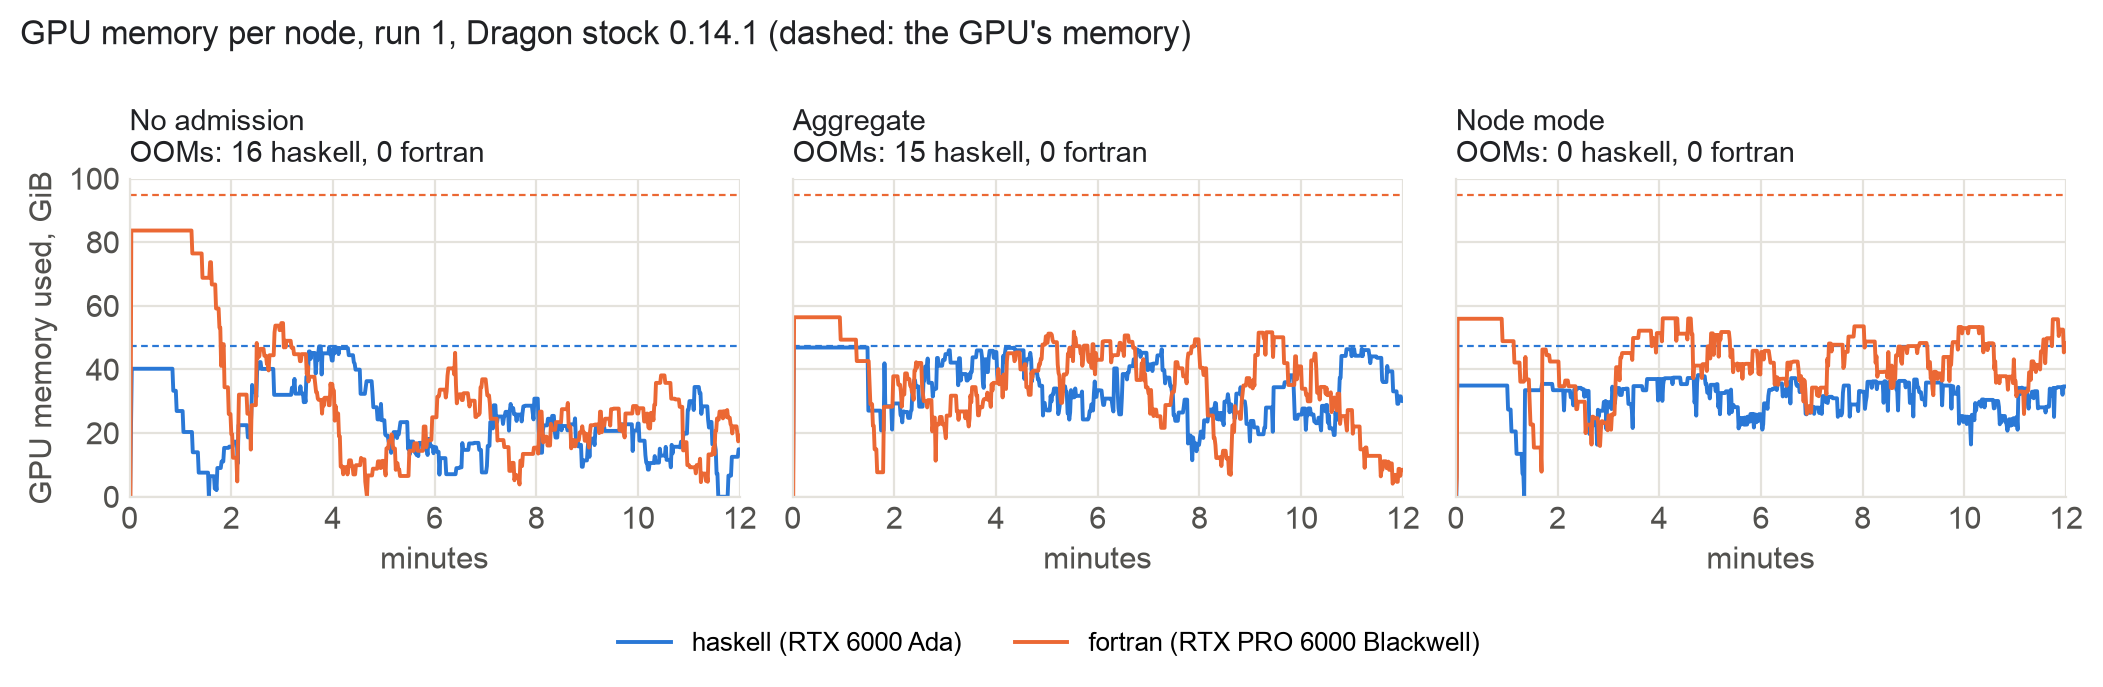 GPU memory per node, run 1, Dragon stock 0.14.1 (dashed: the GPU's memory)
No admission
OOMs: 16 haskell, 0 fortran
Aggregate
OOMs: 15 haskell, 0 fortran
Node mode
OOMs: 0 haskell, 0 fortran
GPU memory used, GiB
100
80
60
40
20
0
0 2 4 6 8 10 12
0 2 4 6 8 10 12
0 2 4 6 8 10 12
minutes
minutes
minutes
haskell (RTX 6000 Ada)
fortran (RTX PRO 6000 Blackwell)